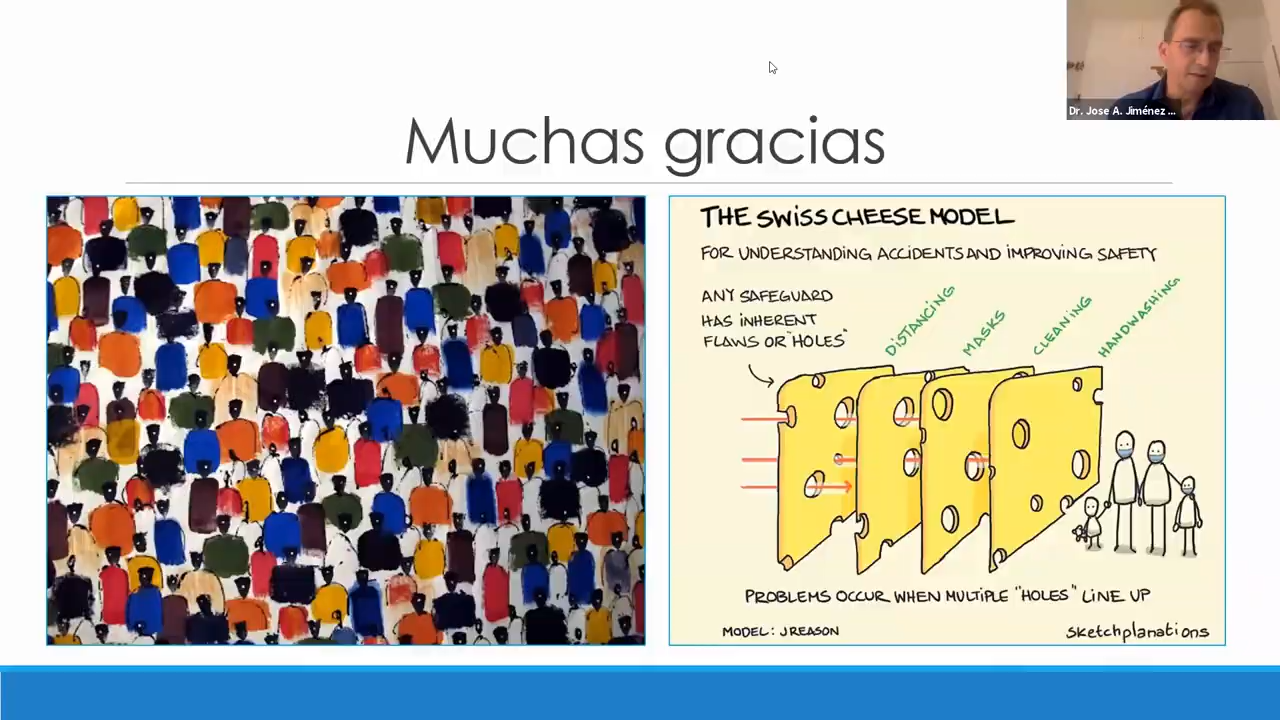 Dr. Jose A. Jiménez ...
Muchas gracias
THE SWISS CHEESE MODEL
FOR UNDERSTANDING ACCIDENTS AND IMPROVING SAFETY
ANY SAFEGUARD
HAS INHERENT
FLAWS OR "HOLES"
DISTANCING
MASKS
CLEANING
HANDWASHING
PROBLEMS OCCUR WHEN MULTIPLE "HOLES" LINE UP
MODEL: J REASON
sketchplanations